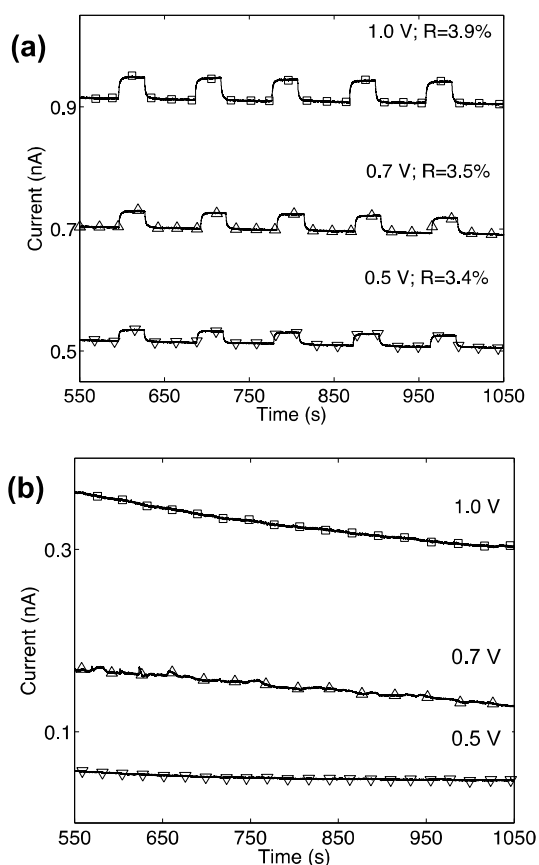 (a)
1.0 V; R=3.9%
0.9
0.7 V; R=3.5%
Current (nA)
0.7
0.5 V; R=3.4%
0.5
550 650 750 850 950 1050
Time (s)
(b)
1.0 V
0.3
Current (nA)
0.7 V
0.1
0.5 V
550 650 750 850 950 1050
Time (s)